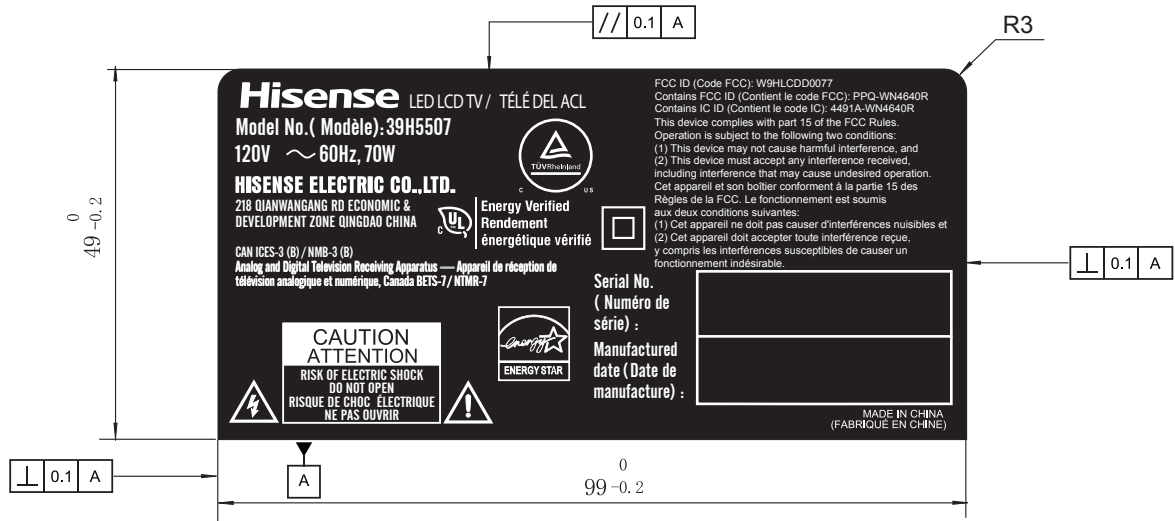 // 0.1 A
R3
Hisense LED LCD TV / TÉLÉ DEL ACL
Model No.( Modèle):39H5507
120V ～ 60Hz, 70W
HISENSE ELECTRIC CO.,LTD.
218 QIANWANGANG RD ECONOMIC &
DEVELOPMENT ZONE QINGDAO CHINA
CAN ICES-3 (B) / NMB-3 (B)
Analog and Digital Television Receiving Apparatus — Appareil de réception de
télévision analogique et numérique, Canada BETS-7/ NTMR-7
TÜVRheinland
C US
C UL
Energy Verified
Rendement
énergétique vérifié
FCC ID (Code FCC): W9HLCDD0077
Contains FCC ID (Contient le code FCC): PPQ-WN4640R
Contains IC ID (Contient le code IC): 4491A-WN4640R
This device complies with part 15 of the FCC Rules.
Operation is subject to the following two conditions:
(1) This device may not cause harmful interference, and
(2) This device must accept any interference received,
including interference that may cause undesired operation.
Cet appareil et son boîtier conforment à la partie 15 des
Règles de la FCC. Le fonctionnement est soumis
aux deux conditions suivantes:
(1) Cet appareil ne doit pas causer d'interférences nuisibles et
(2) Cet appareil doit accepter toute interférence reçue,
y compris les interférences susceptibles de causer un
fonctionnement indésirable.
Serial No.
( Numéro de
série) :
Manufactured
date (Date de
manufacture) :
CAUTION
ATTENTION
RISK OF ELECTRIC SHOCK
DO NOT OPEN
RISQUE DE CHOC ÉLECTRIQUE
NE PAS OUVRIR
energy
ENERGY STAR
MADE IN CHINA
(FABRIQUÉ EN CHINE)
0
49 -0.2
⊥ 0.1 A
⊥ 0.1 A
A
0
99 -0.2